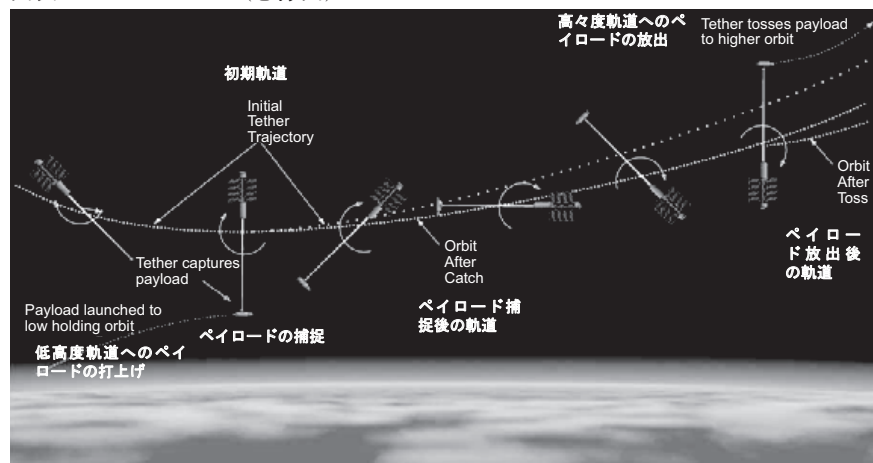 高々度軌道へのペ
イロードの放出
Tether tosses payload
to higher orbit
初期軌道
Initial
Tether
Trajectory
Orbit
After
Toss
ペ イ ロ ー
ド 放 出 後
の軌道
Tether captures
payload
Orbit
After
Catch
Payload launched to
low holding orbit
ペイロードの捕捉
ペイロード捕
捉後の軌道
低高度軌道へのペイ
ロードの打上げ